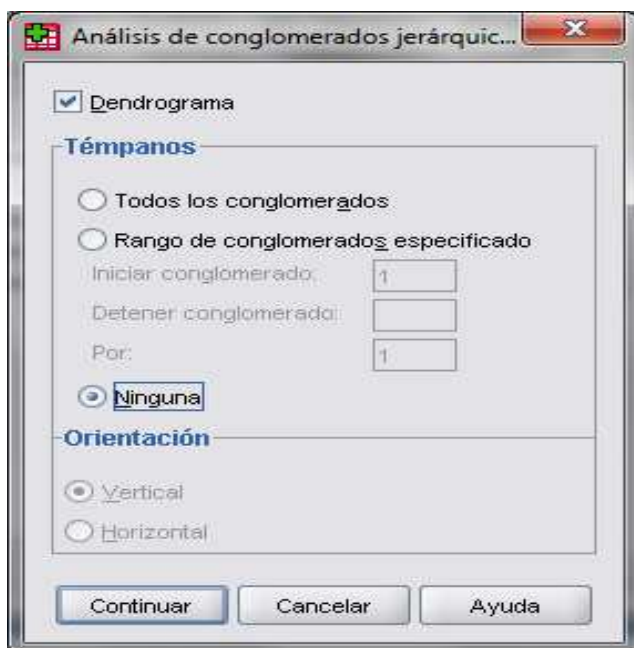 Análisis de conglomerados jerárquic...
Dendrograma
Témpanos
Todos los conglomerados
Rango de conglomerados especificado
Iniciar conglomerado: 1
Detener conglomerado:
Por: 1
Ninguna
Orientación
Vertical
Horizontal
Continuar Cancelar Ayuda